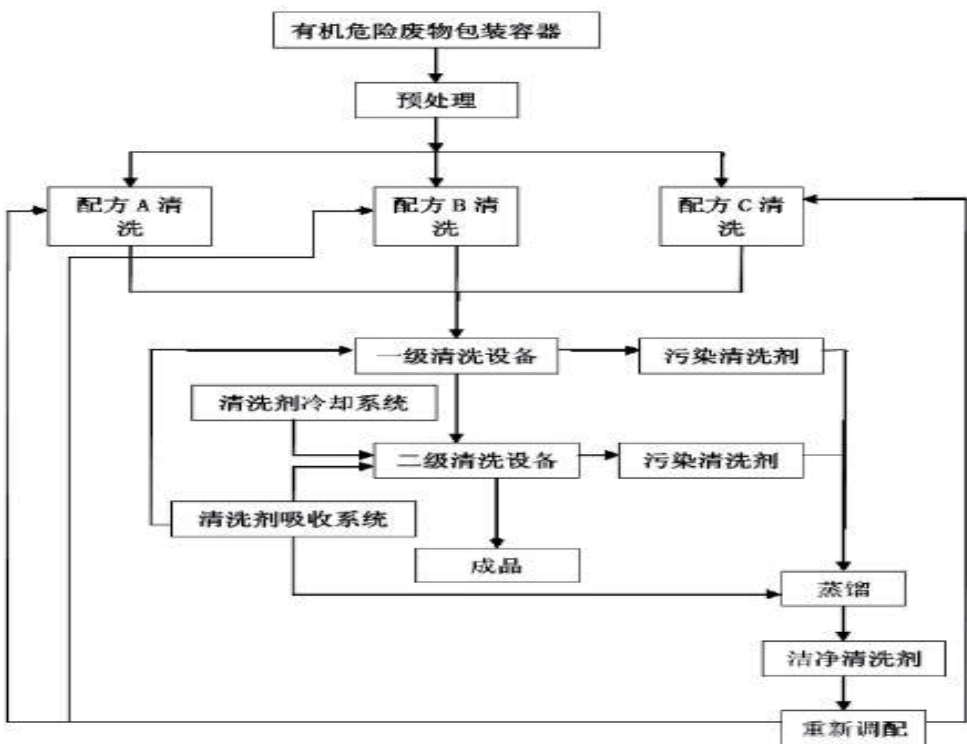 有机危险废物包装容器
预处理
配方A清
洗
配方B清
洗
配方C清
洗
一级清洗设备
污染清洗剂
清洗剂冷却系统
二级清洗设备
污染清洗剂
清洗剂吸收系统
成品
蒸馏
洁净清洗剂
重新调配